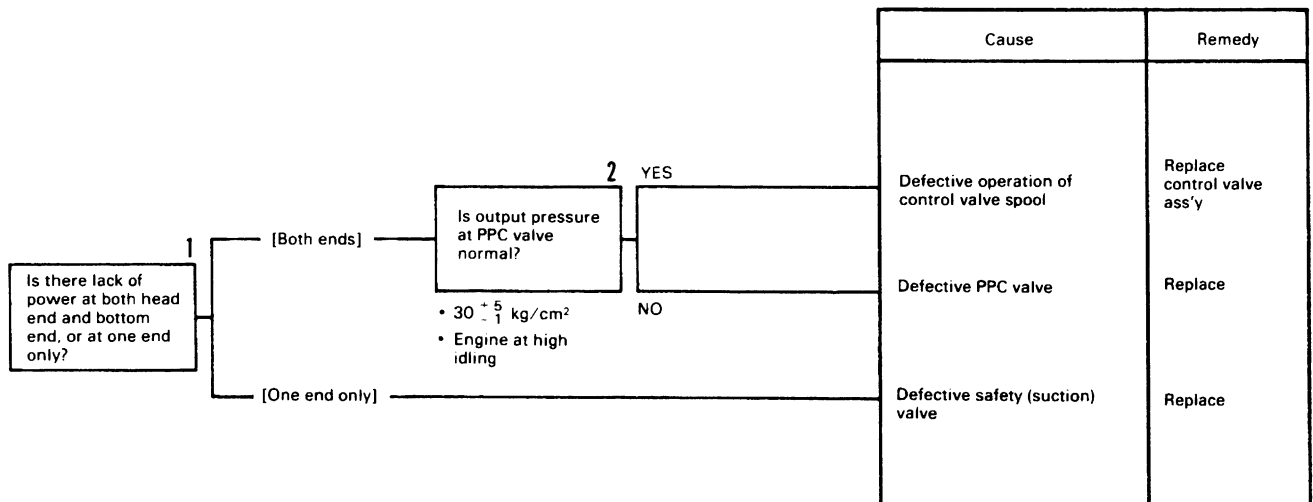 Cause
Remedy
1
Is there lack of
power at both head
end and bottom
end, or at one end
only?
[Both ends]
2
Is output pressure
at PPC valve
normal?
• 30 + 5 - 1 kg/cm²
• Engine at high
idling
YES
Defective operation of
control valve spool
Replace
control valve
ass'y
NO
Defective PPC valve
Replace
[One end only]
Defective safety (suction)
valve
Replace